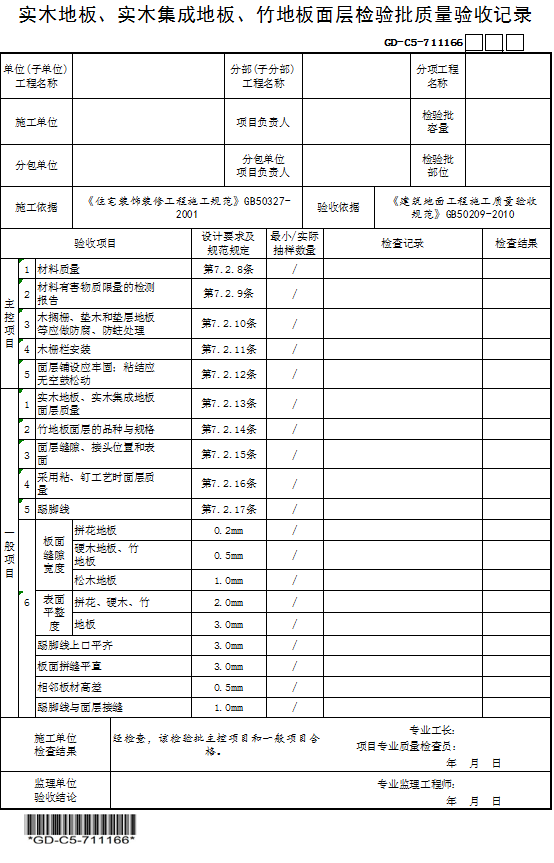 实木地板、实木集成地板、竹地板面层检验批质量验收记录
GD-C5-711166
单位(子单位)
工程名称
分部(子分部)
工程名称
分项工程
名称
施工单位
项目负责人
检验批
容量
分包单位
分包单位
项目负责人
检验批
部位
施工依据
《住宅装饰装修工程施工规范》GB50327-
2001
验收依据
《建筑地面工程施工质量验收
规范》GB50209-2010
验收项目
设计要求及
规范规定
最小/实际
抽样数量
检查记录
检查结果
主控项目
1 材料质量 第7.2.8条 /
2 材料有害物质限量的检测
报告 第7.2.9条 /
3 木搁栅、垫木和垫层地板
等应做防腐、防蛀处理 第7.2.10条 /
4 木栅栏安装 第7.2.11条 /
5 面层铺设应牢固；粘结应
无空鼓松动 第7.2.12条 /
一般项目
1 实木地板、实木集成地板
面层质量 第7.2.13条 /
2 竹地板面层的品种与规格 第7.2.14条 /
3 面层缝隙、接头位置和表
面 第7.2.15条 /
4 采用粘、钉工艺时面层质
量 第7.2.16条 /
5 踢脚线 第7.2.17条 /
6
板面
缝隙
宽度
拼花地板 0.2mm /
硬木地板、竹
地板 0.5mm /
松木地板 1.0mm /
表面
平整
度
拼花、硬木、竹 2.0mm /
地板 3.0mm /
踢脚线上口平齐 3.0mm /
板面拼缝平直 3.0mm /
相邻板材高差 0.5mm /
踢脚线与面层接缝 1.0mm /
施工单位
检查结果
经检查，该检验批主控项目和一般项目合
格。
专业工长：
项目专业质量检查员：
年 月 日
监理单位
验收结论
专业监理工程师：
年 月 日
*GD-C5-711166*